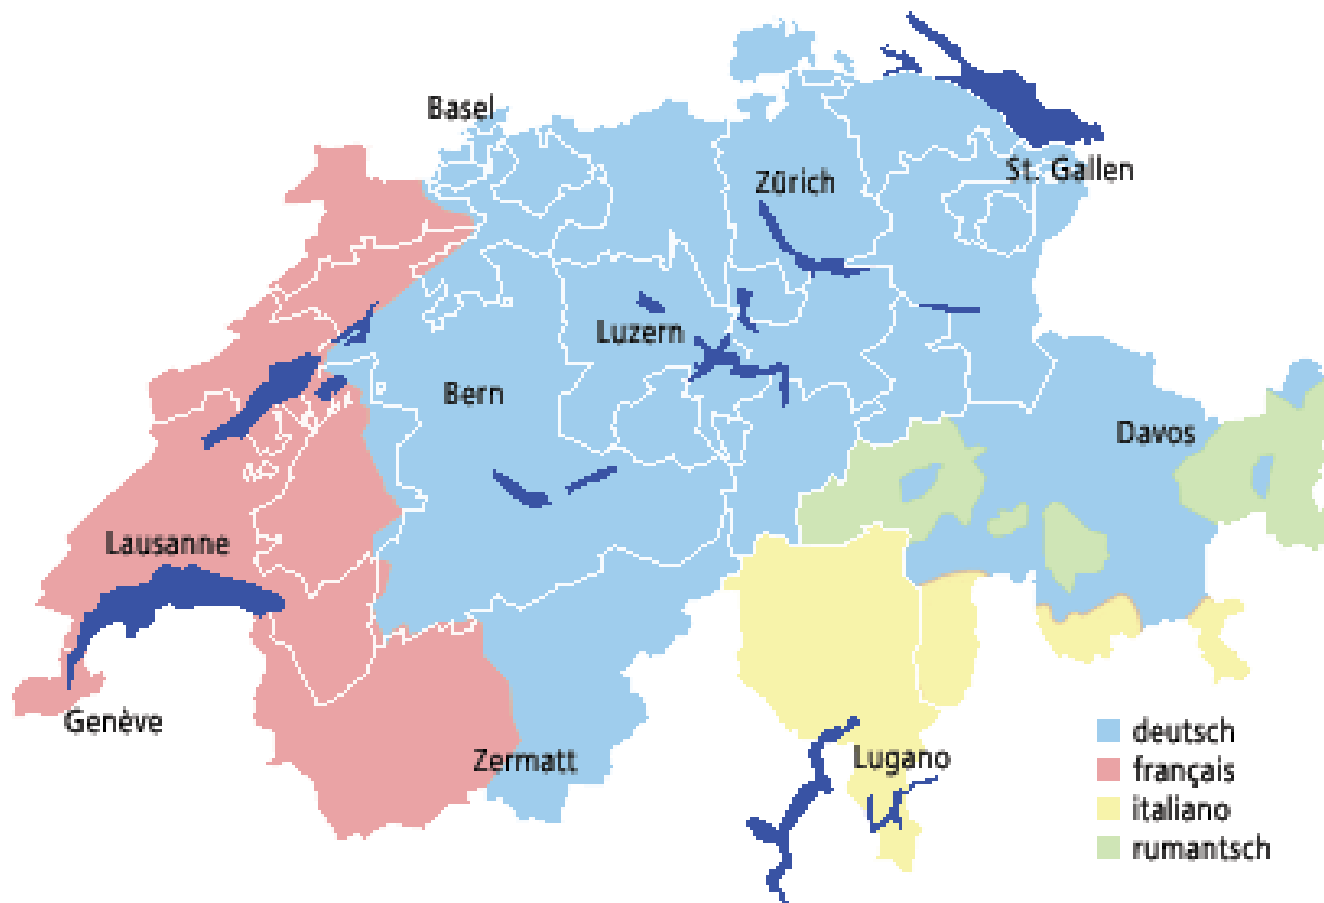 Basel
St. Gallen
Zürich
Luzern
Bern
Davos
Lausanne
Genève
Zermatt
Lugano
deutsch
français
italiano
rumantsch